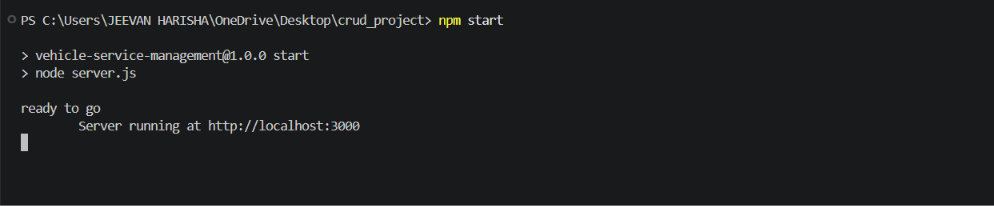 PS C:\Users\JEEVAN HARISHA\OneDrive\Desktop\crud_project> npm start
> vehicle-service-management@1.0.0 start
> node server.js
ready to go
Server running at http://localhost:3000